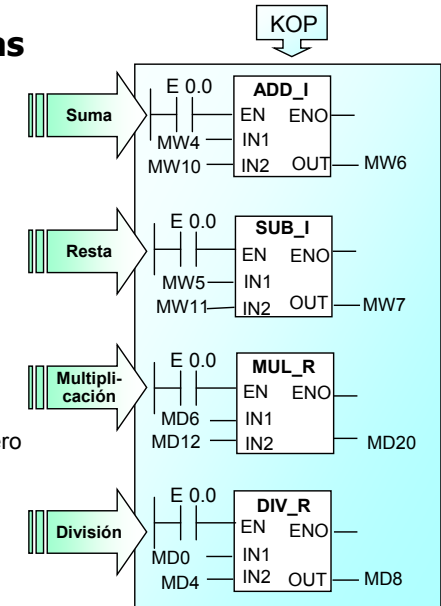 KOP
as
Suma
E 0.0
ADD_I
EN ENO
MW4 IN1
MW10 IN2 OUT MW6
Resta
E 0.0
SUB_I
EN ENO
MW5 IN1
MW11 IN2 OUT MW7
Multipli-
cación
E 0.0
MUL_R
EN ENO
MD6 IN1
MD12 IN2 MD20
ero
División
E 0.0
DIV_R
EN ENO
MD0 IN1
MD4 IN2 OUT MD8